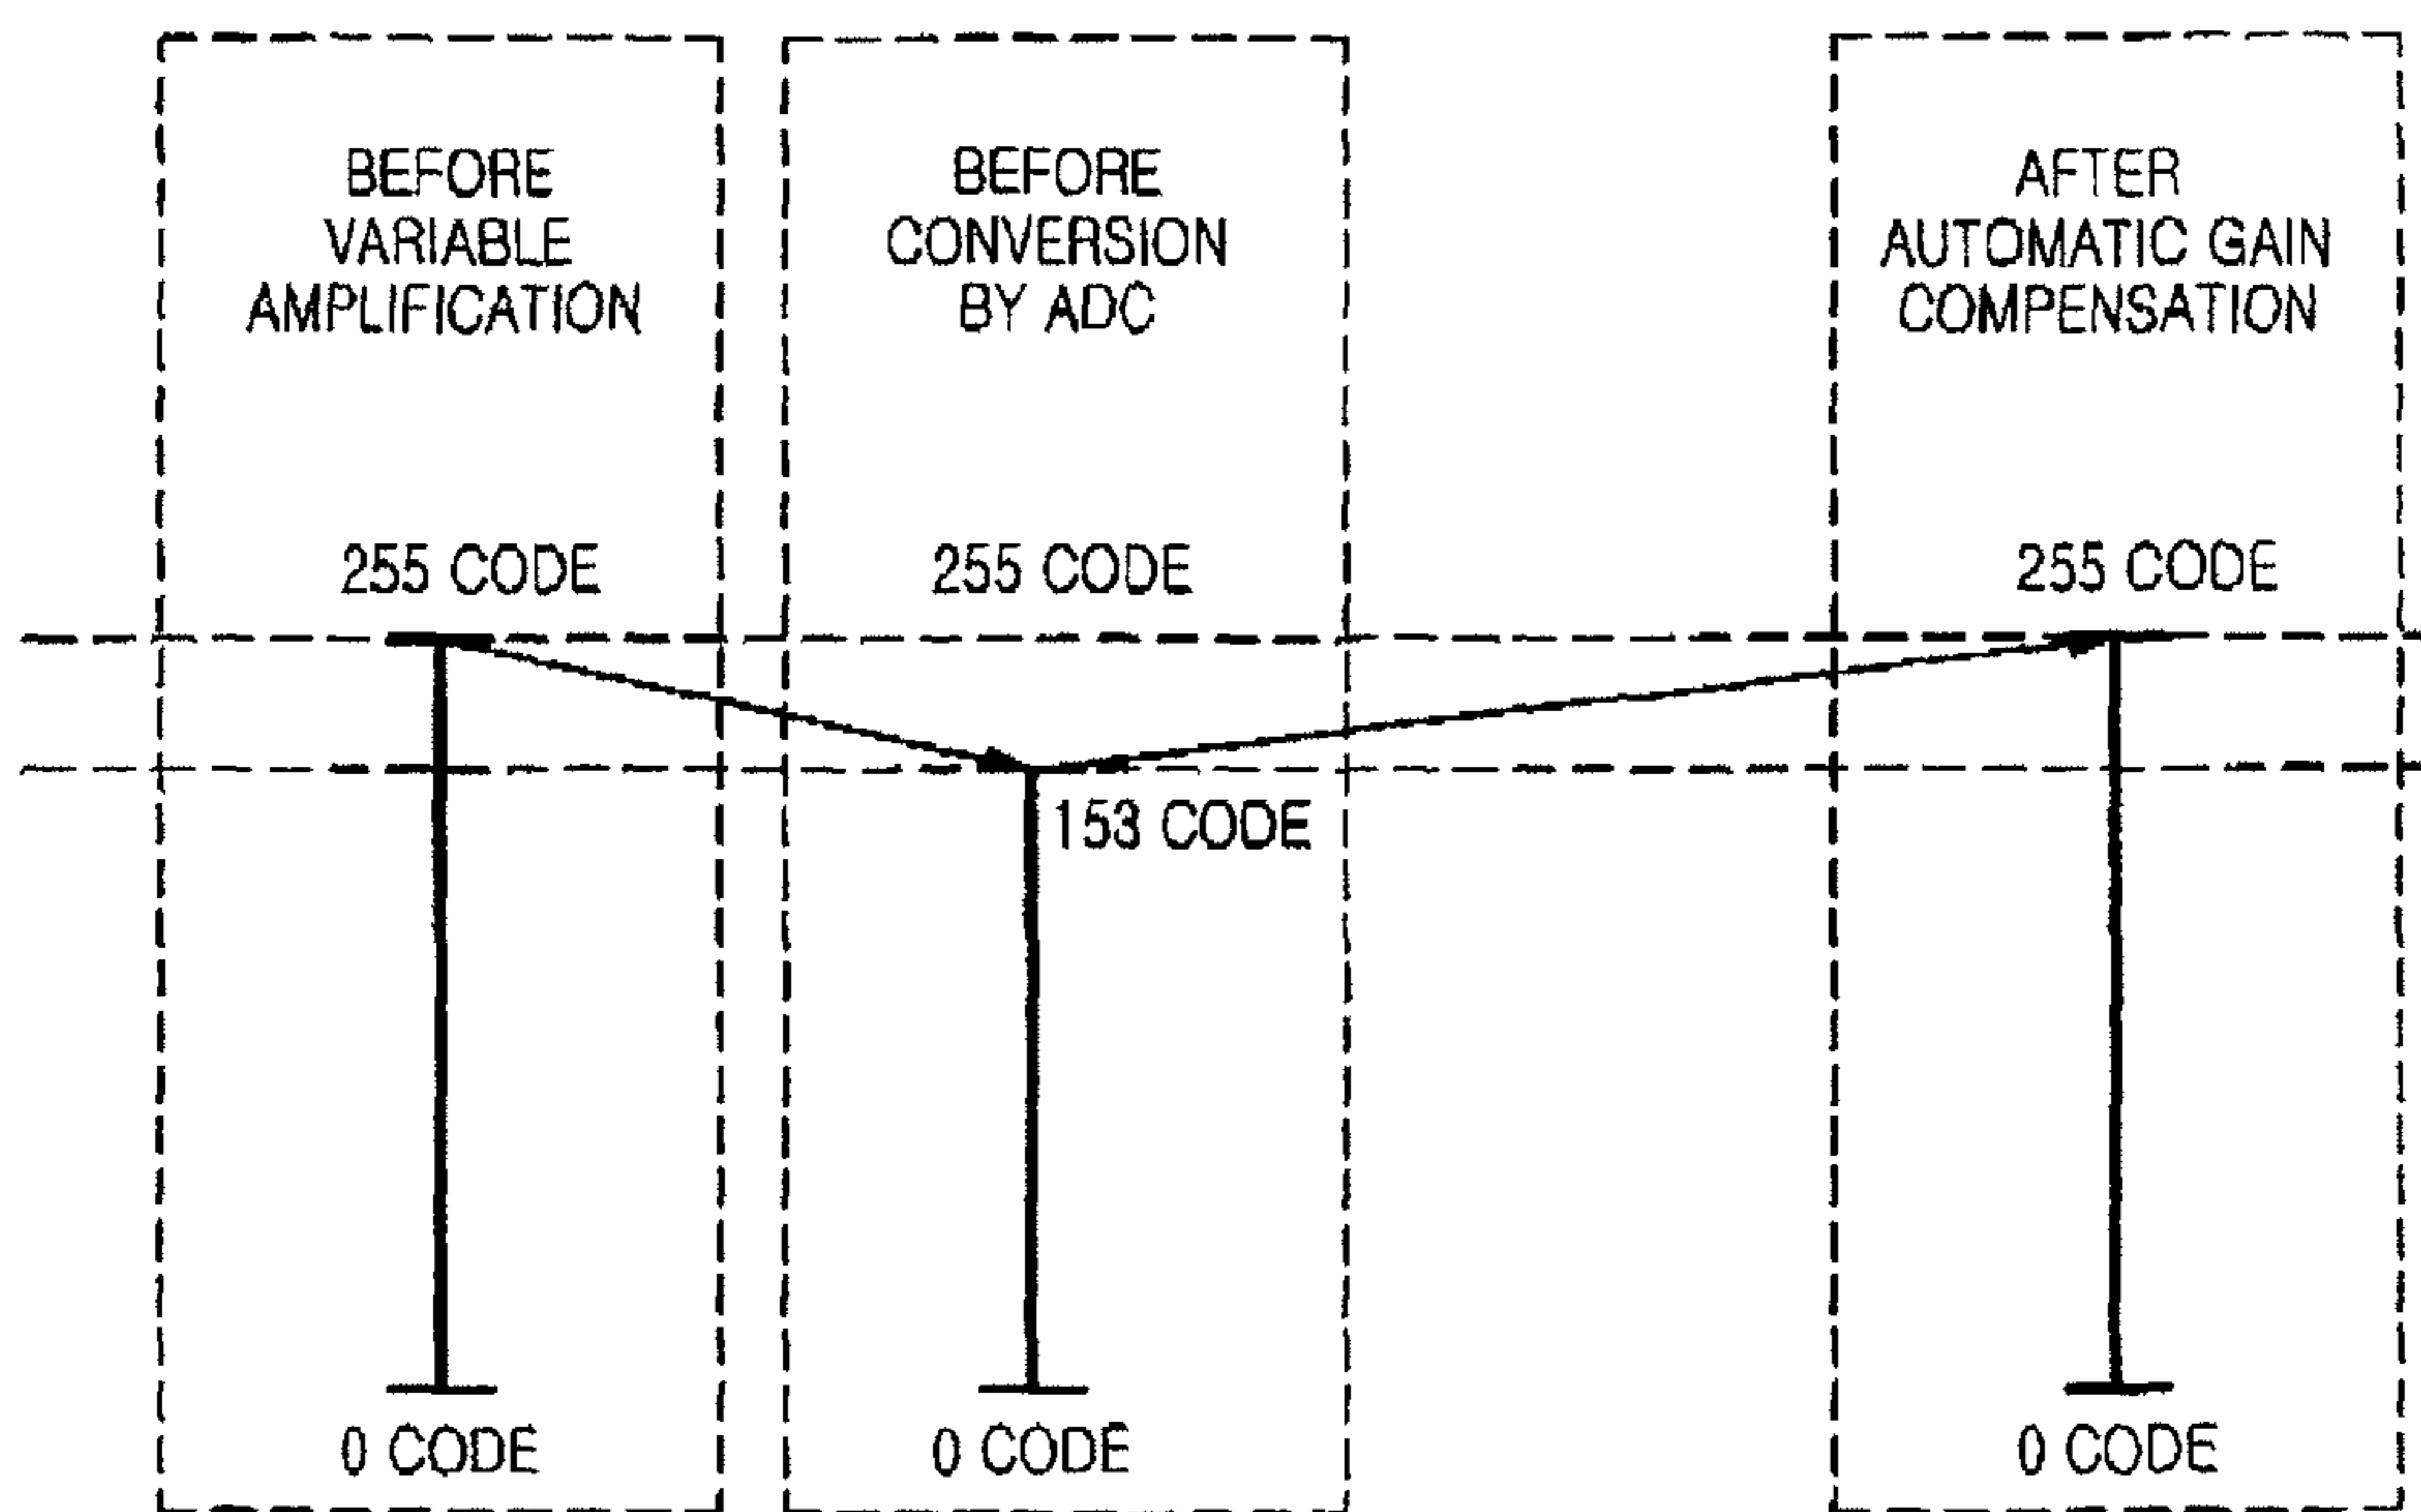 BEFORE
VARIABLE
AMPLIFICATION
BEFORE
CONVERSION
BY ADC
AFTER
AUTOMATIC GAIN
COMPENSATION
255 CODE
255 CODE
255 CODE
153 CODE
0 CODE
0 CODE
0 CODE